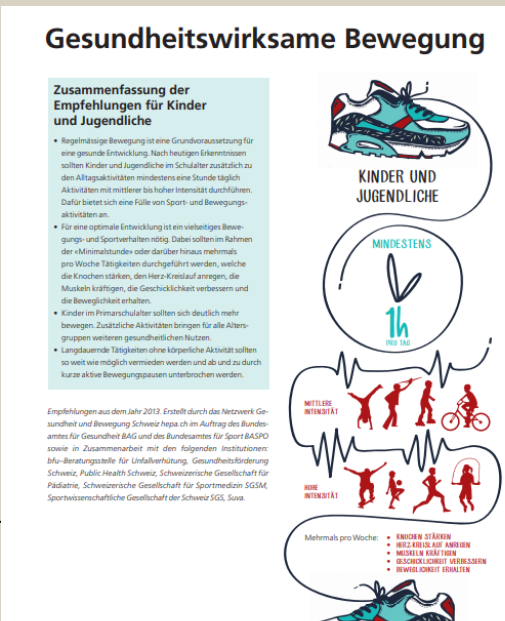 Gesundheitswirksame Bewegung
Zusammenfassung der
Empfehlungen für Kinder
und Jugendliche
• Regelmässige Bewegung ist eine Grundvoraussetzung für
eine gesunde Entwicklung. Nach heutigen Erkenntnissen
sollten Kinder und Jugendliche im Schulalter zusätzlich zu
den Alltagsaktivitäten mindestens eine Stunde täglich
Aktivitäten mit mittlerer bis hoher Intensität durchführen.
Dafür bietet sich eine Fülle von Sport- und Bewegungs-
aktivitäten an.
• Für eine optimale Entwicklung ist ein vielseitiges Bewe-
gungs- und Sportverhalten nötig. Dabei sollten im Rahmen
der «Minimalstunde» oder darüber hinaus mehrmals
pro Woche Tätigkeiten durchgeführt werden, welche
die Knochen stärken, den Herz-Kreislauf anregen, die
Muskeln kräftigen, die Geschicklichkeit verbessern und
die Beweglichkeit erhalten.
• Kinder im Primarschulalter sollten sich deutlich mehr
bewegen. Zusätzliche Aktivitäten bringen für alle Alters-
gruppen weiteren gesundheitlichen Nutzen.
• Langdauernde Tätigkeiten ohne körperliche Aktivität sollten
so weit wie möglich vermieden werden und ab und zu durch
kurze aktive Bewegungspausen unterbrochen werden.
Empfehlungen aus dem Jahr 2013. Erstellt durch das Netzwerk Ge-
sundheit und Bewegung Schweiz hepa.ch im Auftrag des Bundes-
amtes für Gesundheit BAG und des Bundesamtes für Sport BASPO
sowie in Zusammenarbeit mit den folgenden Institutionen:
bfu–Beratungsstelle für Unfallverhütung, Gesundheitsförderung
Schweiz, Public Health Schweiz, Schweizerische Gesellschaft für
Pädiatrie, Schweizerische Gesellschaft für Sportmedizin SGSM,
Sportwissenschaftliche Gesellschaft der Schweiz SGS, Suva.
KINDER UND
JUGENDLICHE
MINDESTENS
1h
PRO TAG
MITTLERE
INTENSITÄT
HOHE
INTENSITÄT
Mehrmals pro Woche:
• KNOCHEN STÄRKEN
• HERZ-KREISLAUF ANREGEN
• MUSKELN KRÄFTIGEN
• GESCHICKLICHKEIT VERBESSERN
• BEWEGLICHKEIT ERHALTEN